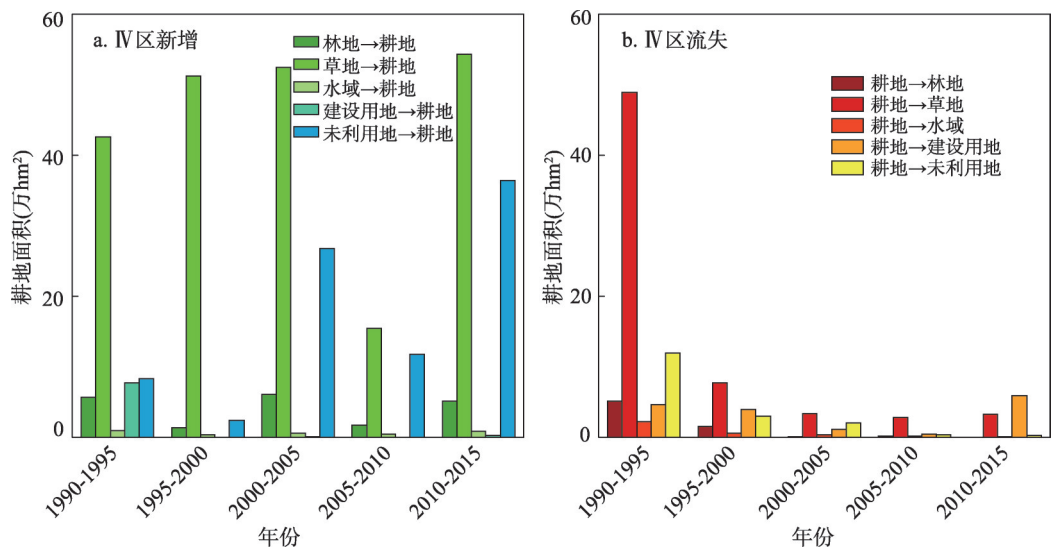 60
40
20
0
耕地面积(万hm²)
a. Ⅳ区新增
林地→耕地
草地→耕地
水域→耕地
建设用地→耕地
未利用地→耕地
1990-1995
1995-2000
2000-2005
2005-2010
2010-2015
年份
60
40
20
0
耕地面积(万hm²)
b. Ⅳ区流失
耕地→林地
耕地→草地
耕地→水域
耕地→建设用地
耕地→未利用地
1990-1995
1995-2000
2000-2005
2005-2010
2010-2015
年份